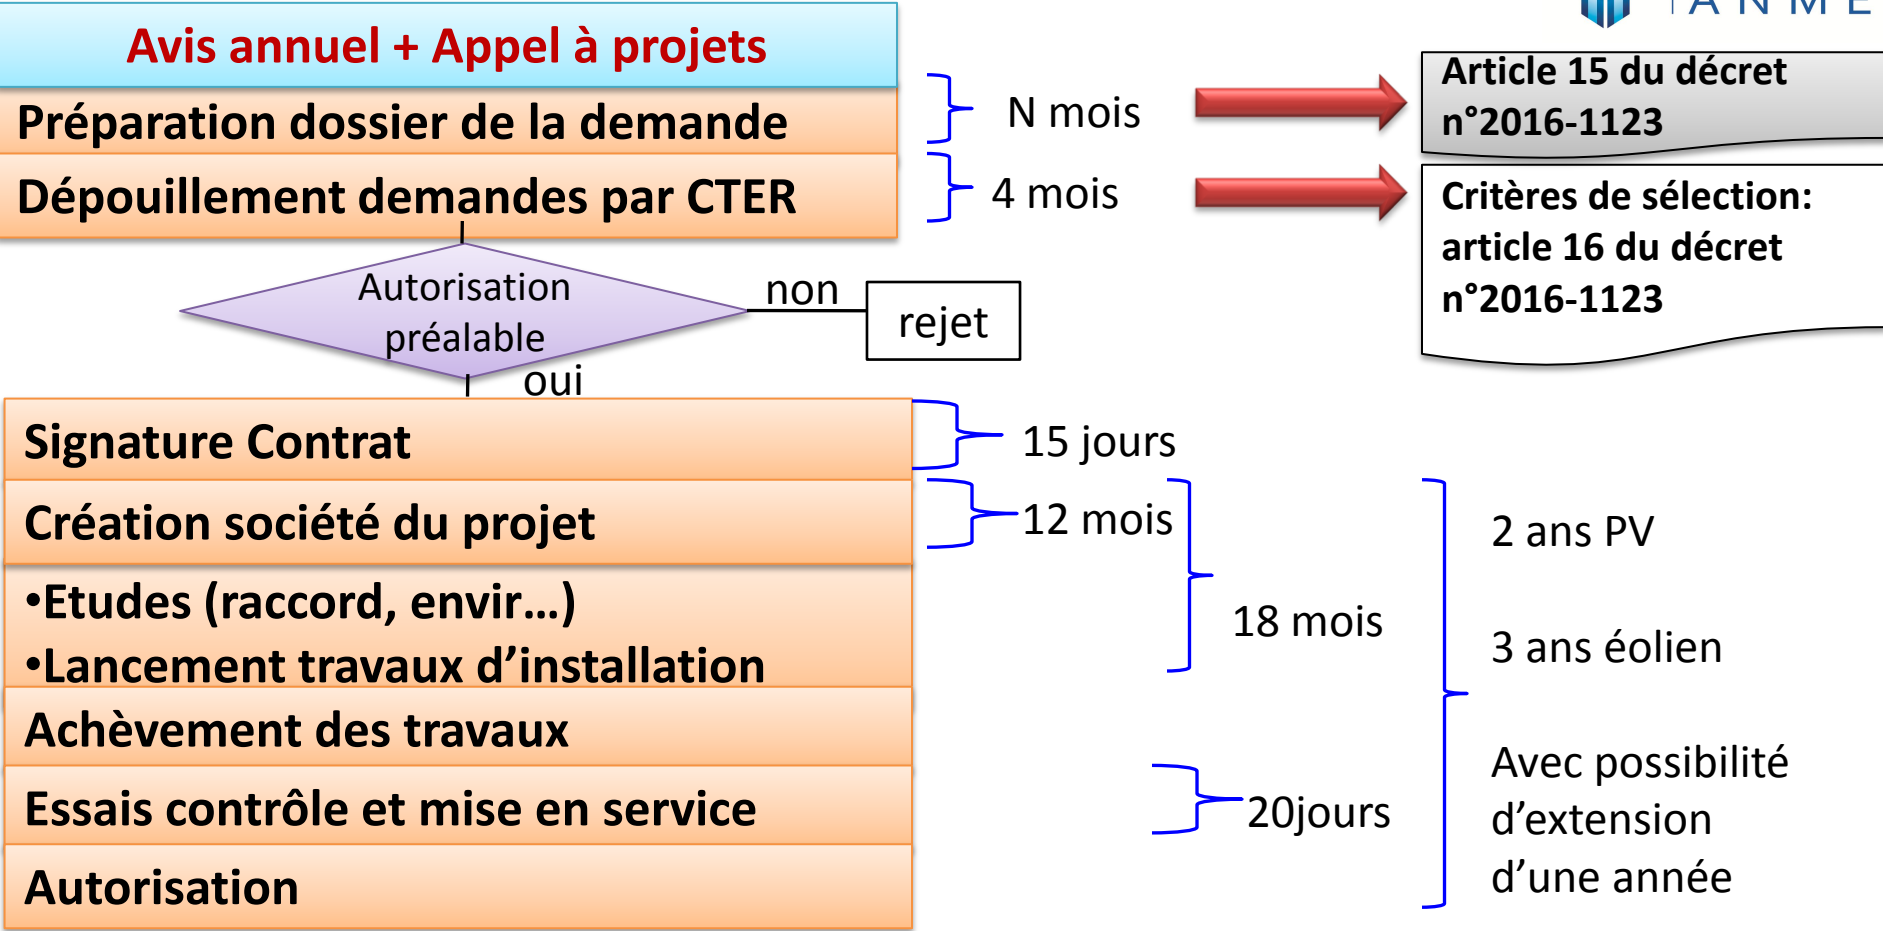 ANME
Avis annuel + Appel à projets
Préparation dossier de la demande
N mois
Article 15 du décret
n°2016-1123
Dépouillement demandes par CTER
4 mois
Critères de sélection:
article 16 du décret
n°2016-1123
Autorisation
préalable
non
rejet
oui
Signature Contrat
15 jours
Création société du projet
12 mois
•Etudes (raccord, envir…)
•Lancement travaux d’installation
18 mois
2 ans PV
3 ans éolien
Achèvement des travaux
Essais contrôle et mise en service
20jours
Avec possibilité
d’extension
d’une année
Autorisation